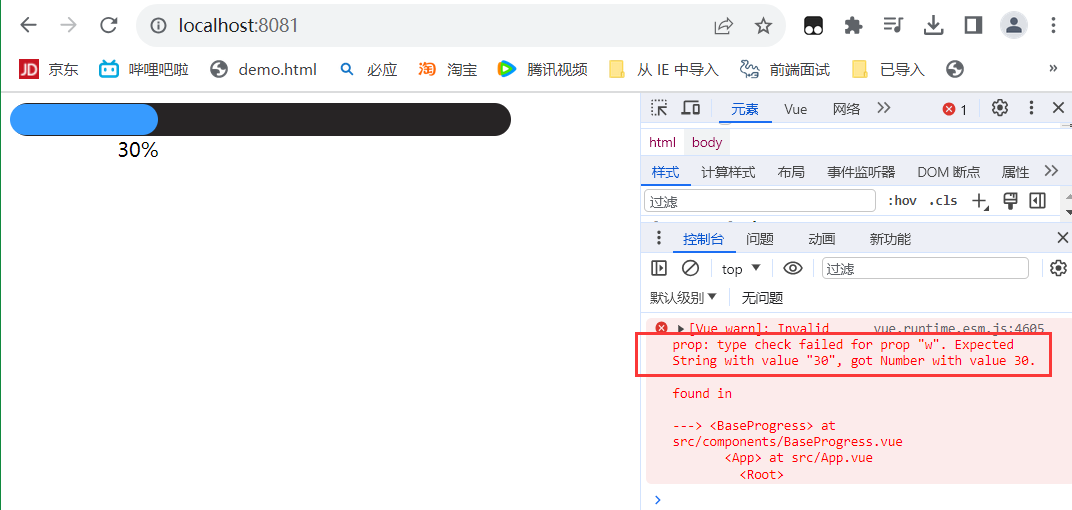 localhost:8081
京东 哔哩啤啦 demo.html 必应 淘宝 腾讯视频 从 IE 中导入 前端面试 已导入 »
30%
元素 Vue 网络 1
html body
样式 计算样式 布局 事件监听器 DOM 断点 属性
过滤 :hov .cls
控制台 问题 动画 新功能
top 过滤
默认级别 无问题
[Vue warn]: Invalid vue.runtime.esm.js:4605
prop: type check failed for prop "w". Expected
String with value "30", got Number with value 30.
found in
---> <BaseProgress> at
src/components/BaseProgress.vue
<App> at src/App.vue
<Root>